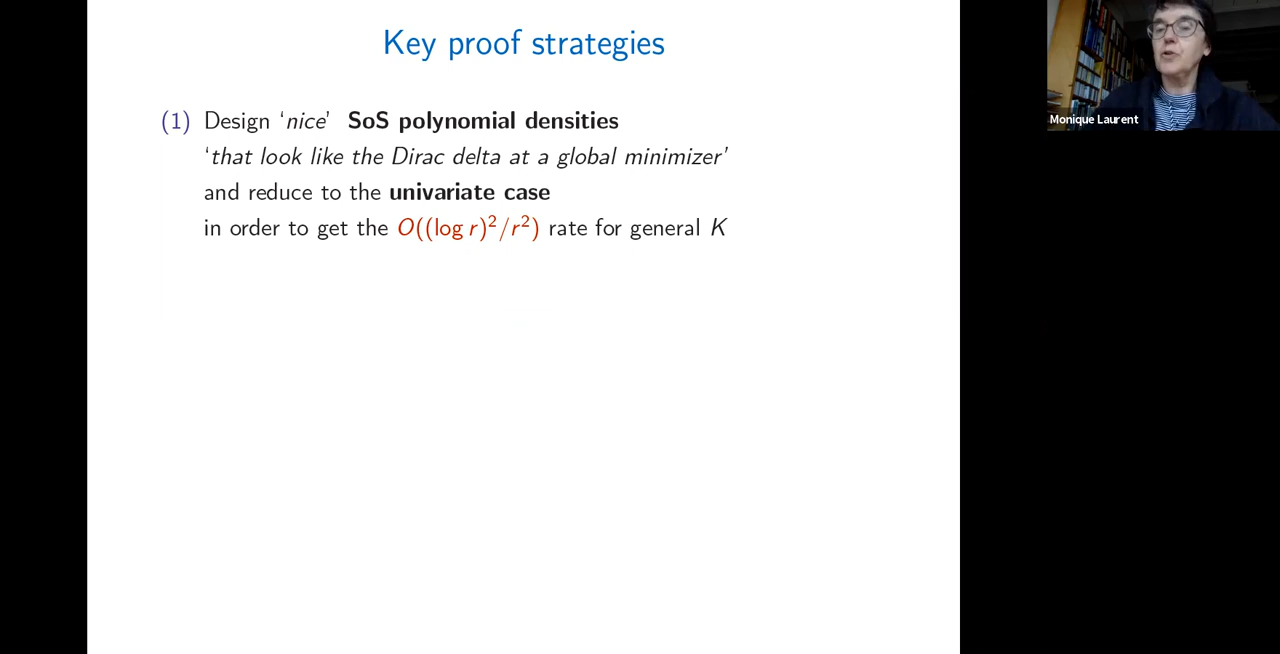 Key proof strategies
(1) Design ‘nice’ SoS polynomial densities
‘that look like the Dirac delta at a global minimizer’
and reduce to the univariate case
in order to get the O((log r)²/r²) rate for general K
Monique Laurent